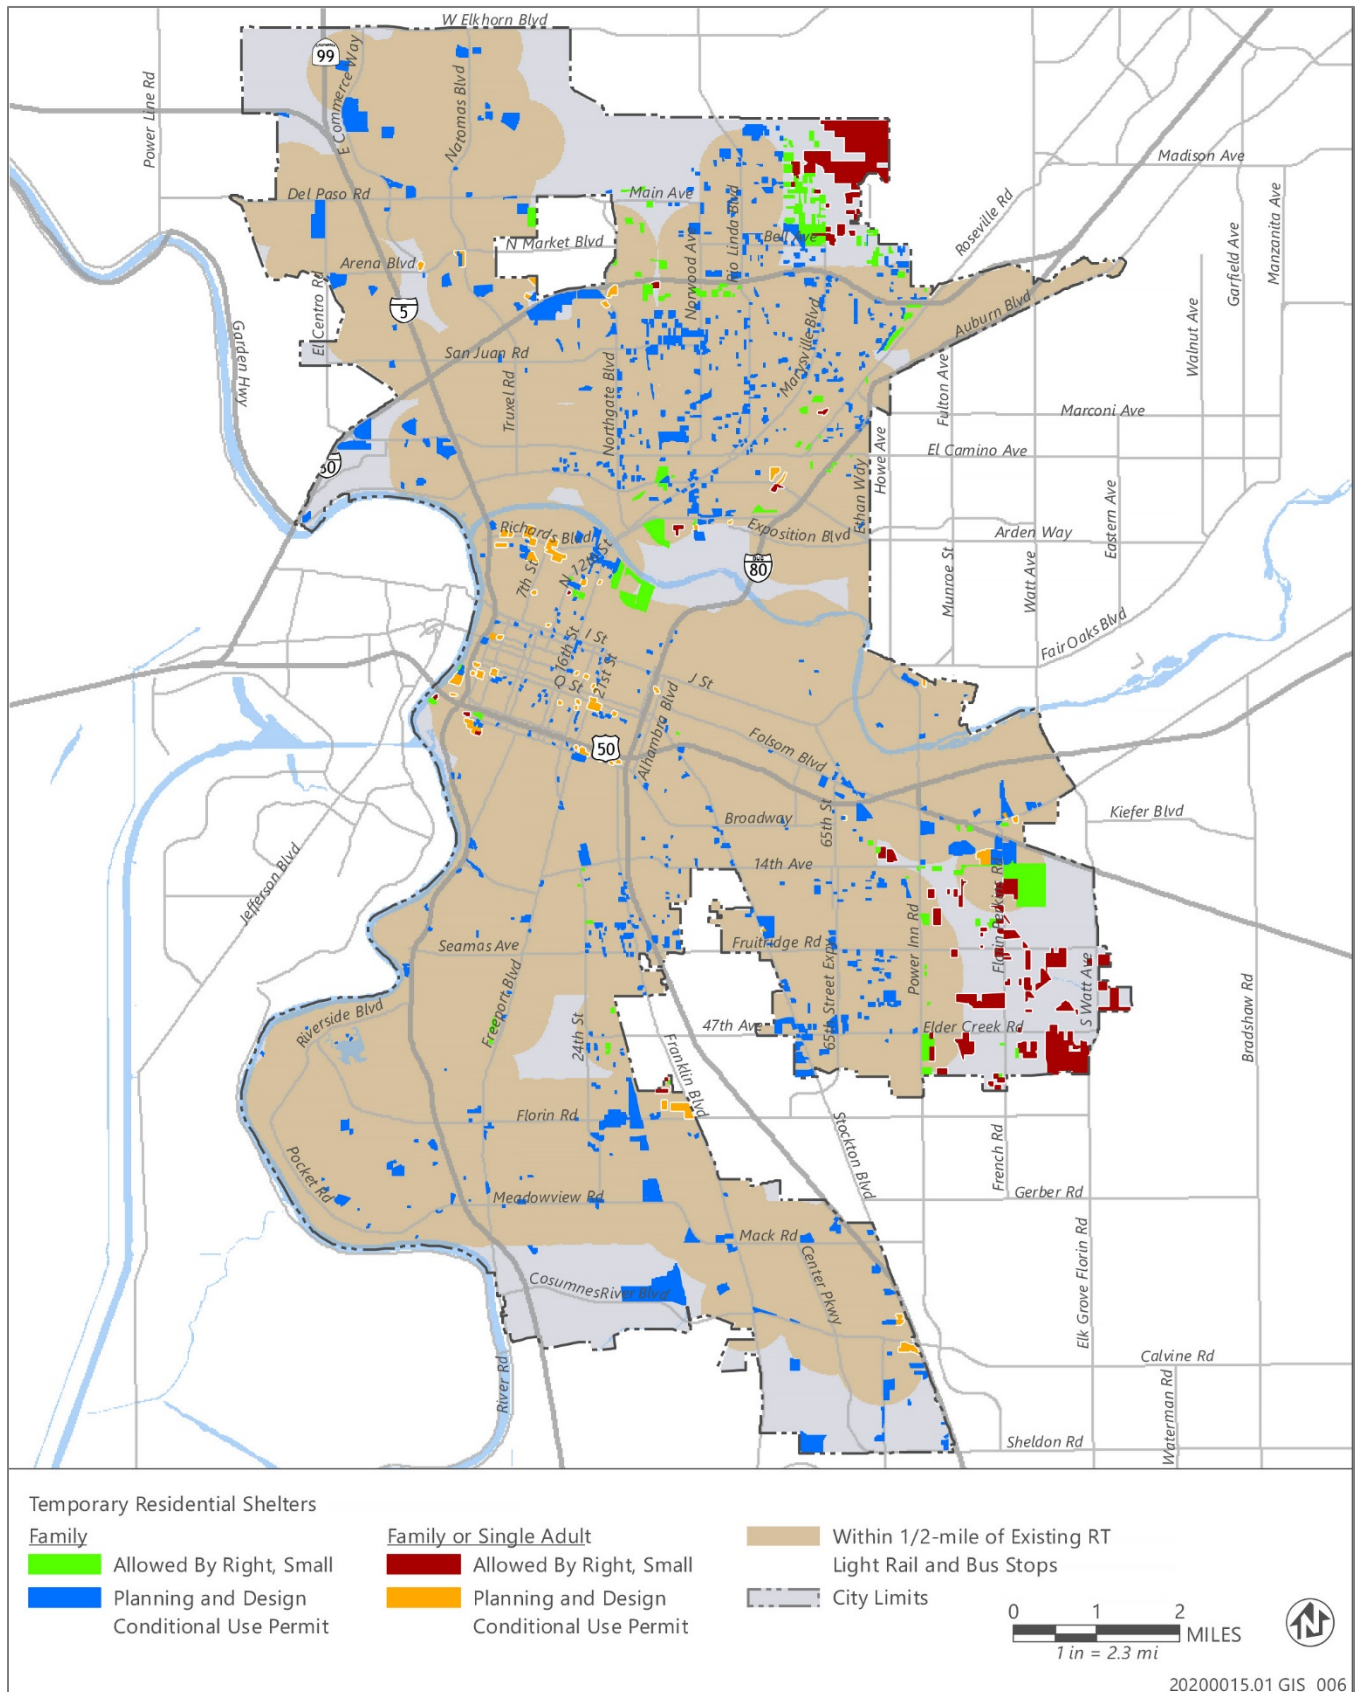 W Elkhorn Blvd
CALIFORNIA
99
Power Line Rd
E Commerce Way
Natomas Blvd
Madison Ave
Roseville Rd
Del Paso Rd
Main Ave
Rio Linda Blvd
Bell Ave
N Market Blvd
Norwood Ave
Arena Blvd
Garfield Ave
Manzanita Ave
El Centro Rd
5
Auburn Blvd
Garden Hwy
San Juan Rd
Marysville Blvd
Walnut Ave
Northgate Blvd
Truxel Rd
Fulton Ave
Marconi Ave
Howe Ave
El Camino Ave
80
Ethan Way
Eastern Ave
Richards Blvd
Exposition Blvd
Arden Way
N 12th St
7th St
80
Munroe St
Watt Ave
16th St
I St
Fair Oaks Blvd
21st St
Q St
J St
Alhambra Blvd
50
Folsom Blvd
Broadway
65th St
Kiefer Blvd
14th Ave
Jefferson Blvd
Florin Perkins Rd
Power Inn Rd
Seamas Ave
Fruitridge Rd
Freeport Blvd
65th Street Expy
S Watt Ave
Bradshaw Rd
Riverside Blvd
24th St
47th Ave
Elder Creek Rd
Franklin Blvd
Florin Rd
Stockton Blvd
French Rd
Pocket Rd
Meadowview Rd
Gerber Rd
Mack Rd
Center Pkwy
Elk Grove Florin Rd
Cosumnes River Blvd
River Rd
Calvine Rd
Waterman Rd
Sheldon Rd
Temporary Residential Shelters
Family
Allowed By Right, Small
Planning and Design
Conditional Use Permit
Family or Single Adult
Allowed By Right, Small
Planning and Design
Conditional Use Permit
Within 1/2-mile of Existing RT
Light Rail and Bus Stops
City Limits
0 1 2
MILES
1 in = 2.3 mi
N
20200015.01 GIS 006